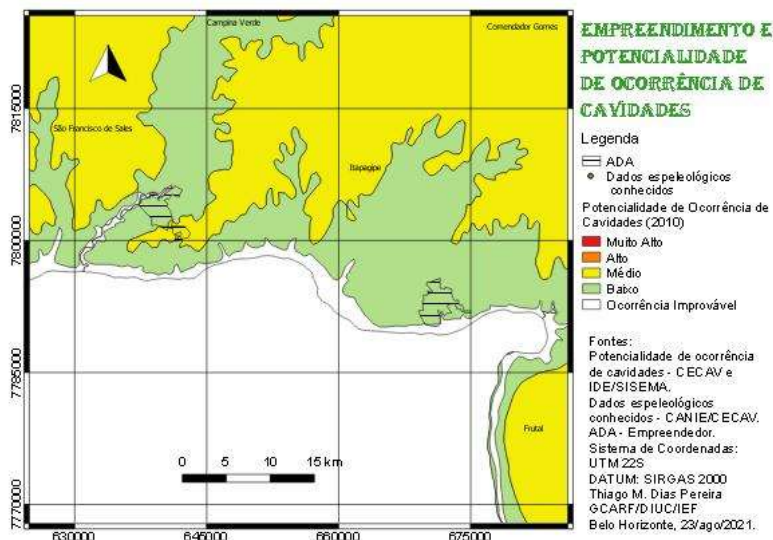 EMPREENDIMENTO E
POTENCIALIDADE
DE OCORRÊNCIA DE
CAVIDADES
Legenda
ADA
Dados espeleológicos
conhecidos
Potencialidade de Ocorrência de
Cavidades (2010)
Muito Alto
Alto
Médio
Baixo
Ocorrência Improvável
Fontes:
Potencialidade de ocorrência
de cavidades - CECAV e
IDE/SISEMA.
Dados espeleológicos
conhecidos - CANIE/CECAV.
ADA - Empreendedor.
Sistema de Coordenadas:
UTM 22S
DATUM: SIRGAS 2000
Thiago M. Dias Pereira
GCARF/DIUC/IEF
Belo Horizonte, 23/ago/2021.
Campina Verde
Comendador Gomes
São Francisco de Sales
Itapagipe
Frutal
0 5 10 15 km
7815000
7800000
7785000
7770000
630000 645000 660000 675000